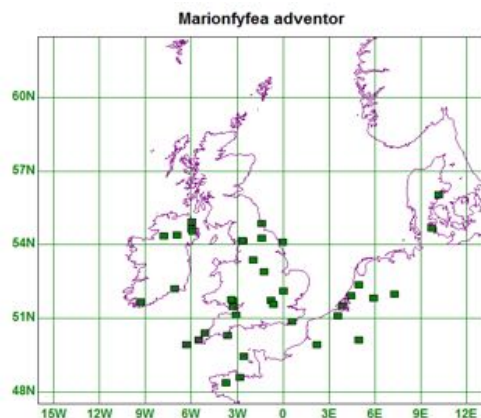 Marionfyfea adventor
60N
57N
54N
51N
48N
15W 12W 9W 6W 3W 0 3E 6E 9E 12E